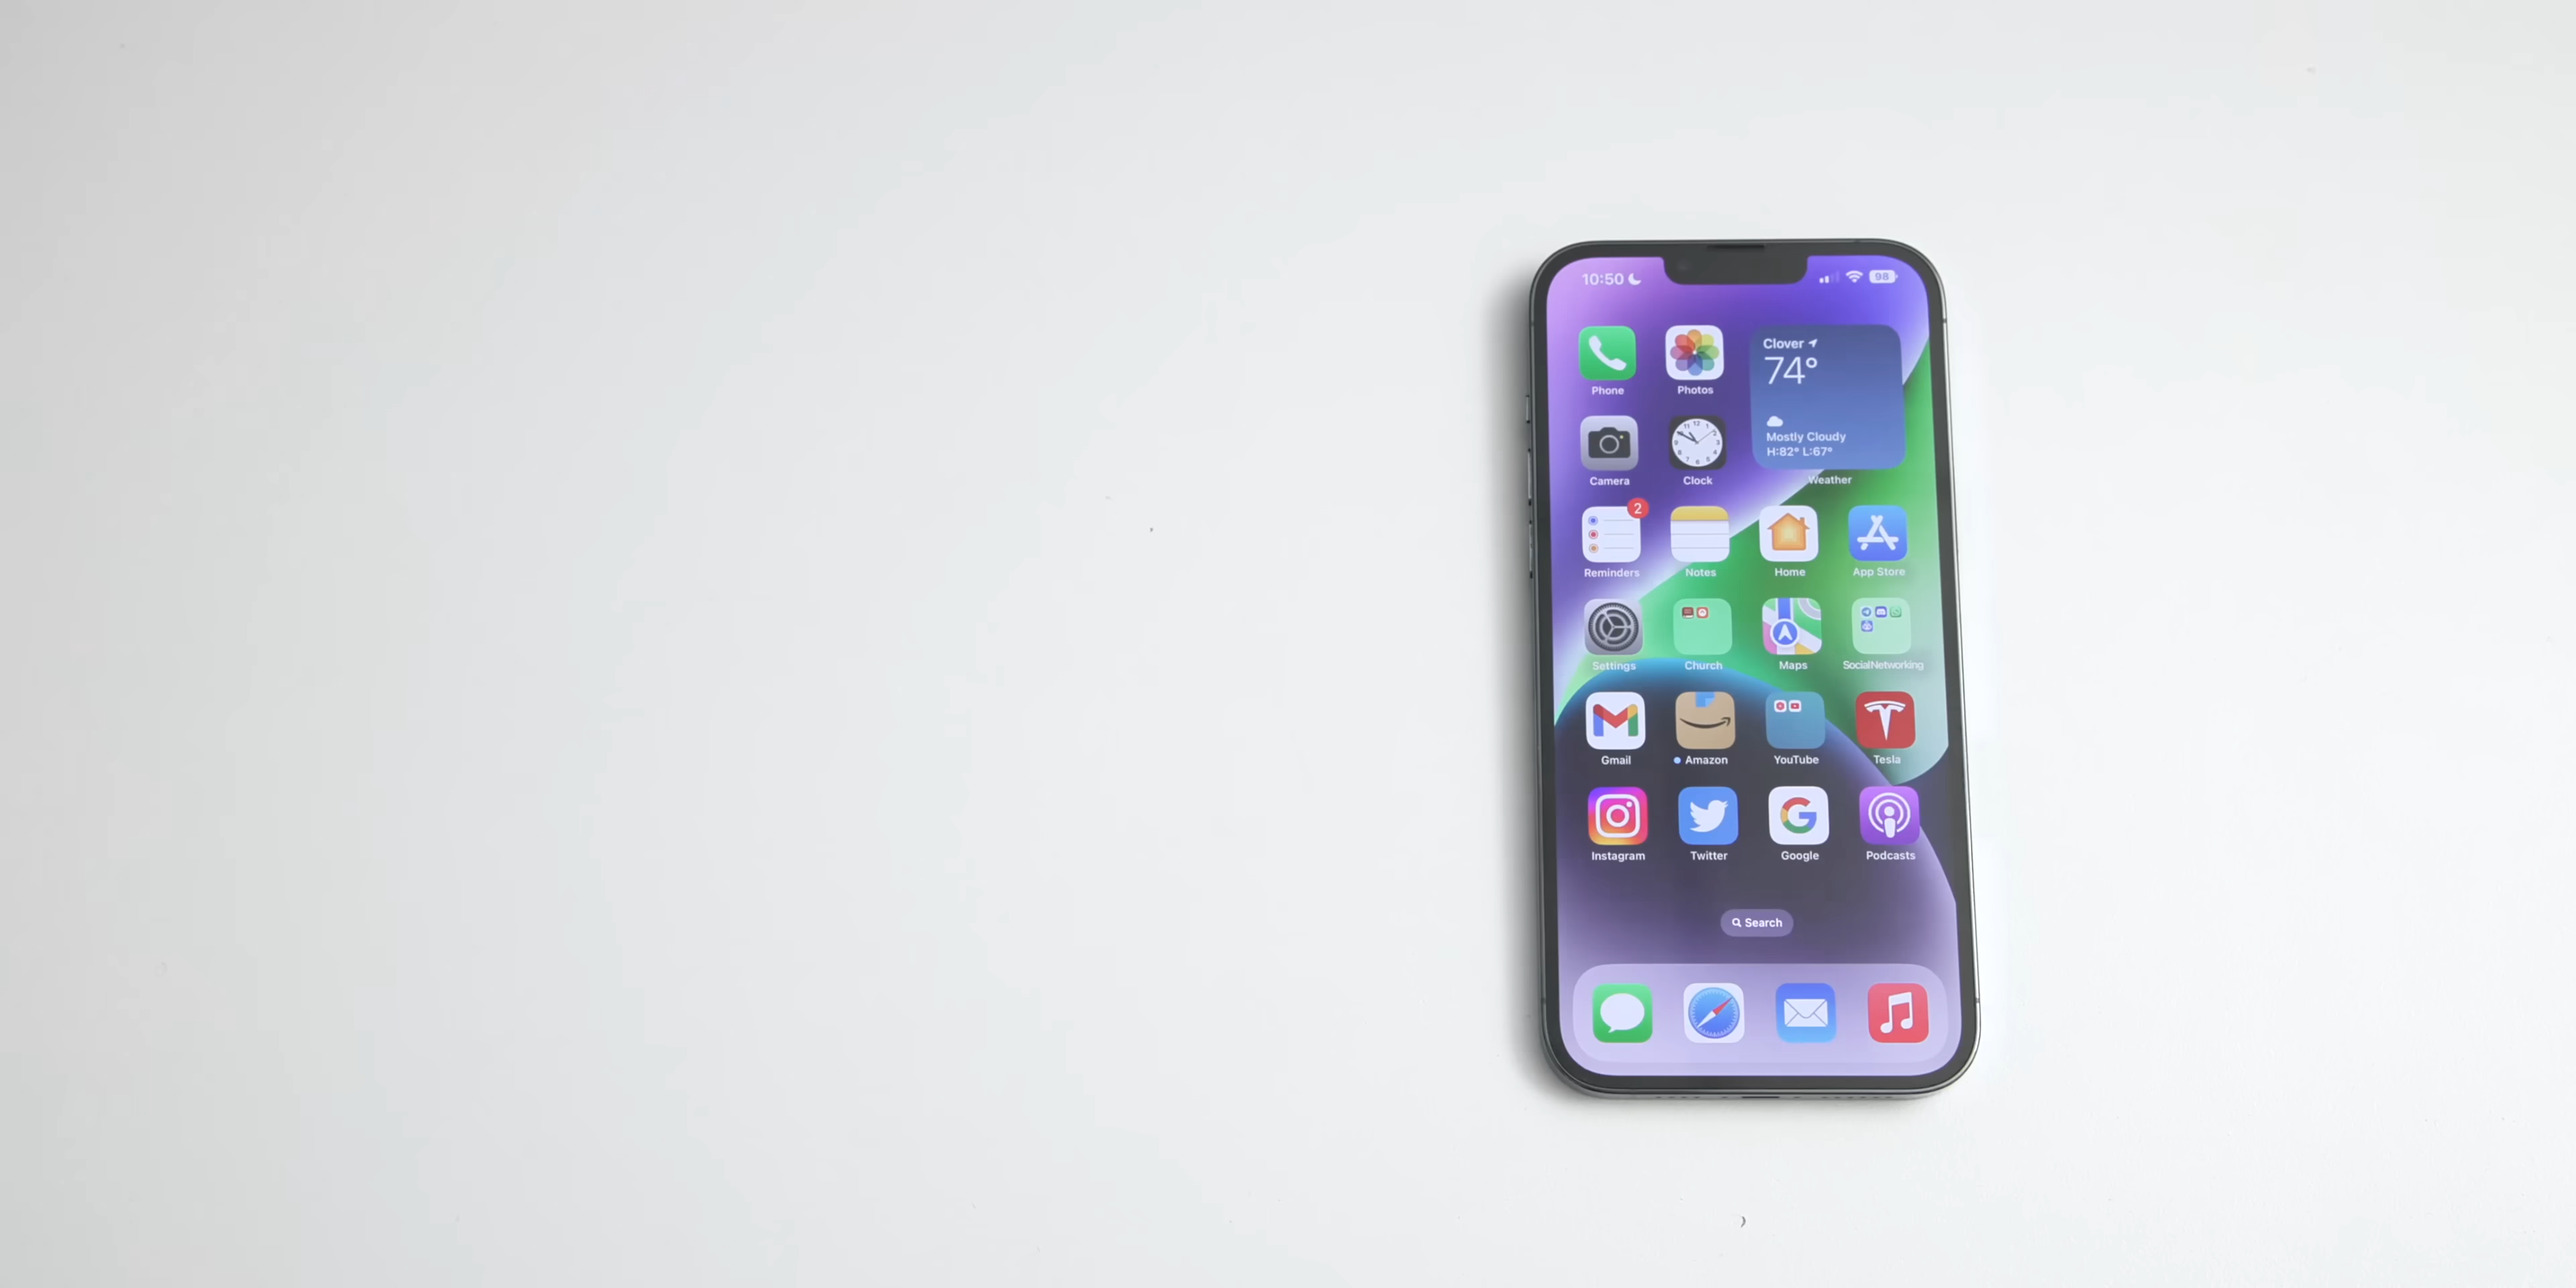 10:50
98
Clover
74°
Mostly Cloudy
H:82° L:67°
Phone
Photos
Camera
Clock
Weather
2
Reminders
Notes
Home
App Store
Settings
Church
Maps
SocialNetworking
Gmail
Amazon
YouTube
Tesla
Instagram
Twitter
Google
Podcasts
Search